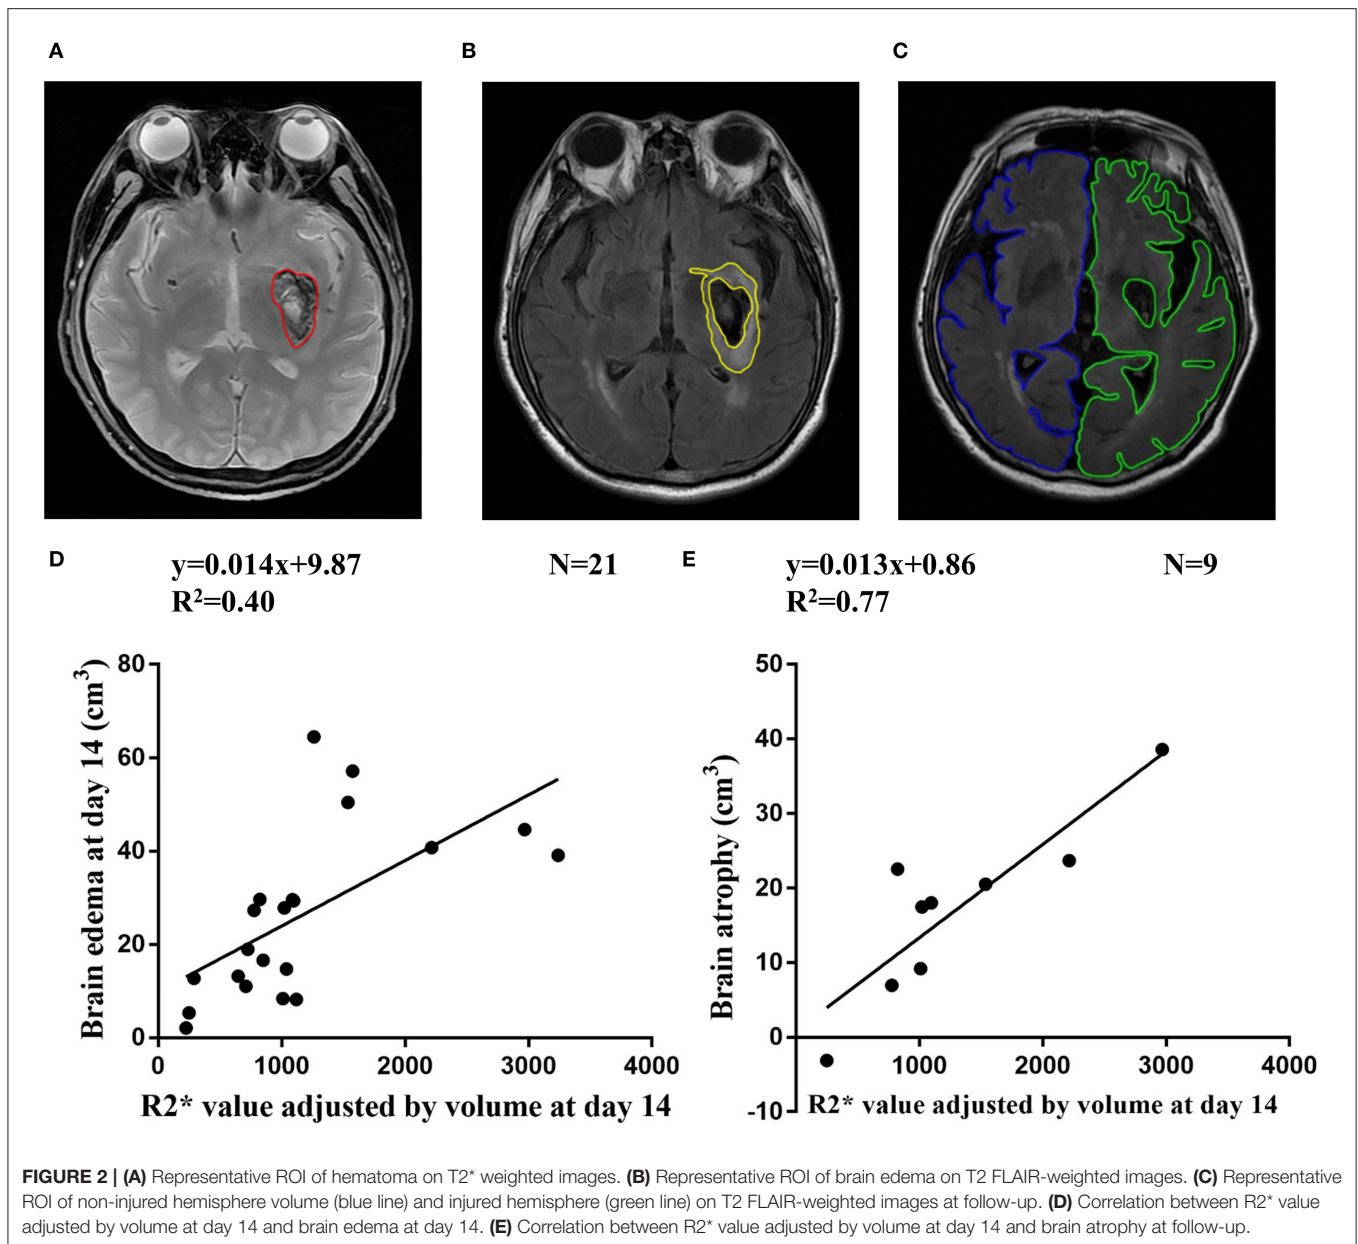 A
B
C
D
y=0.014x+9.87
N=21
R²=0.40
E
y=0.013x+0.86
N=9
R²=0.77
Brain edema at day 14 (cm³)
80
60
40
20
0
0 1000 2000 3000 4000
R2* value adjusted by volume at day 14
Brain atrophy (cm³)
50
40
30
20
10
0
-10
1000 2000 3000 4000
R2* value adjusted by volume at day 14
FIGURE 2 | (A) Representative ROI of hematoma on T2* weighted images. (B) Representative ROI of brain edema on T2 FLAIR-weighted images. (C) Representative
ROI of non-injured hemisphere volume (blue line) and injured hemisphere (green line) on T2 FLAIR-weighted images at follow-up. (D) Correlation between R2* value
adjusted by volume at day 14 and brain edema at day 14. (E) Correlation between R2* value adjusted by volume at day 14 and brain atrophy at follow-up.